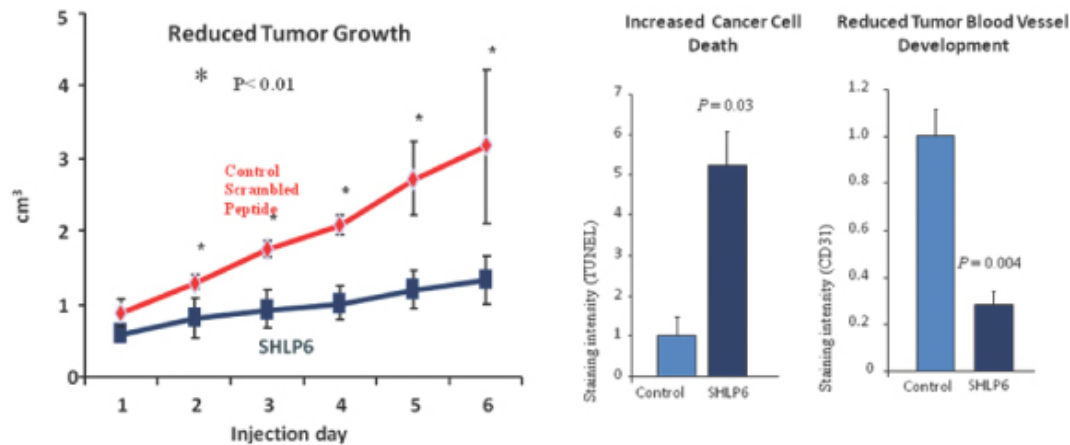 Reduced Tumor Growth
* P< 0.01
Control
Scrambled
Peptide
SHLP6
cm³
5
4
3
2
1
0
* * * * *
1 2 3 4 5 6
Injection day
Increased Cancer Cell
Death
P = 0.03
Staining intensity (TUNEL)
7
6
5
4
3
2
1
0
Control SHLP6
Reduced Tumor Blood Vessel
Development
P = 0.004
Staining intensity (CD31)
1.2
1.0
0.8
0.6
0.4
0.2
0
Control SHLP6